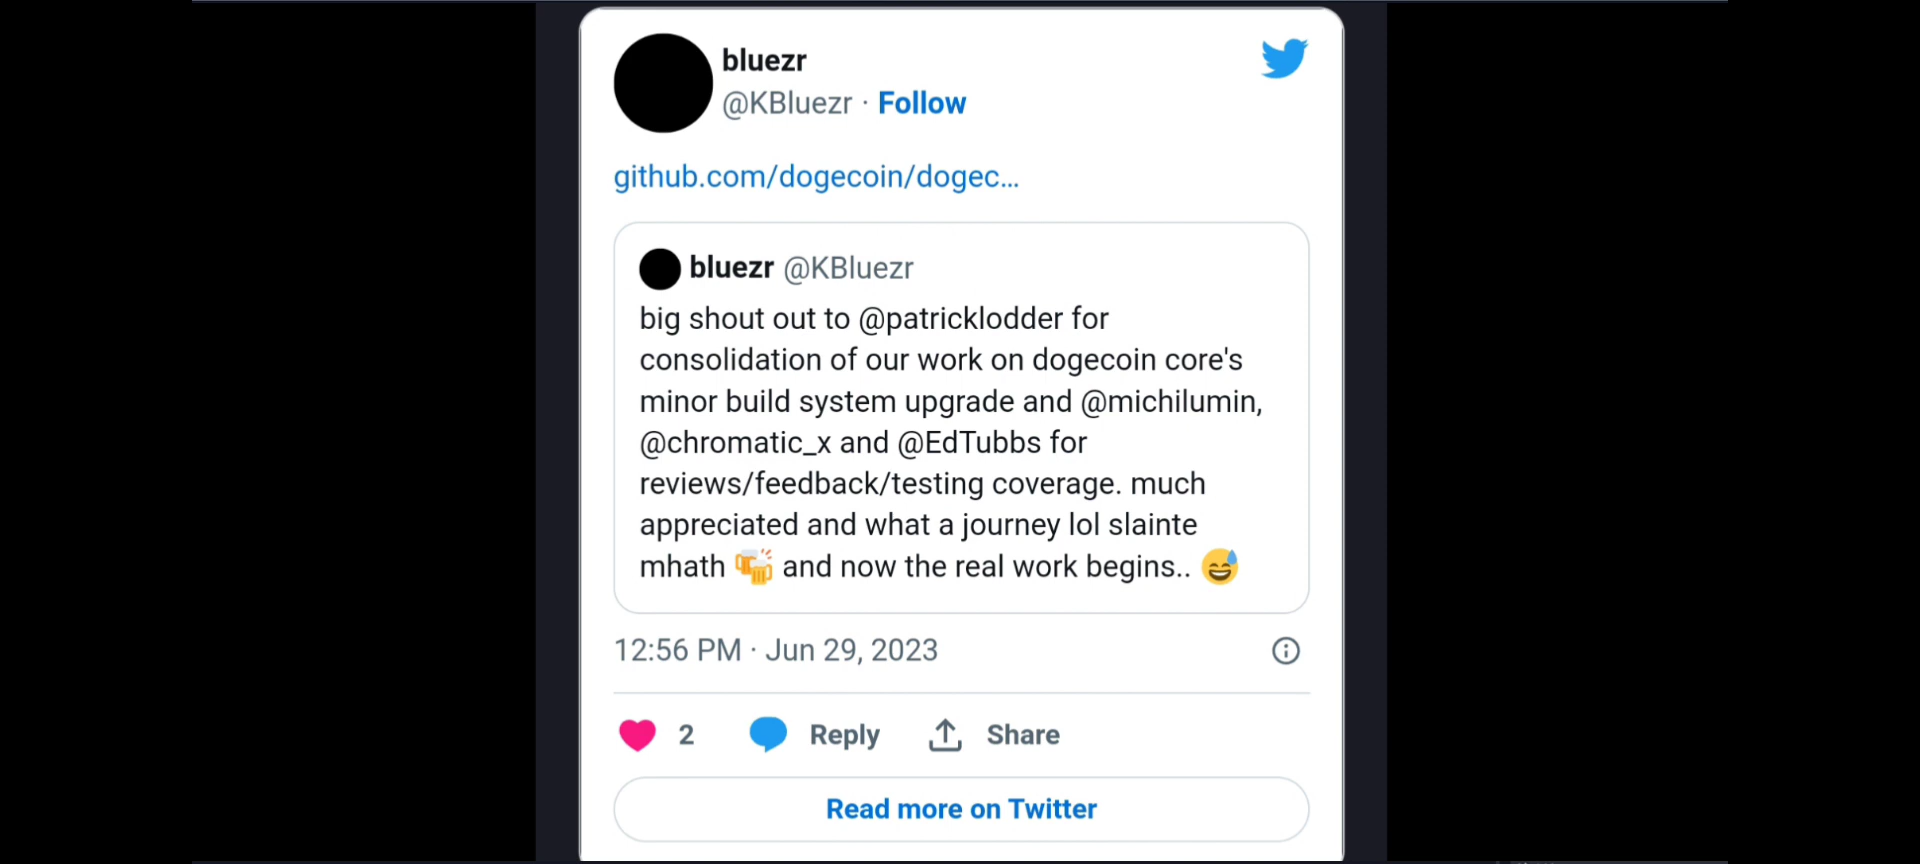 bluezr
@KBluezr · Follow
github.com/dogecoin/dogec...
bluezr @KBluezr
big shout out to @patricklodder for
consolidation of our work on dogecoin core's
minor build system upgrade and @michilumin,
@chromatic_x and @EdTubbs for
reviews/feedback/testing coverage. much
appreciated and what a journey lol slainte
mhath 🍻 and now the real work begins.. 😅
12:56 PM · Jun 29, 2023
2 Reply Share
Read more on Twitter